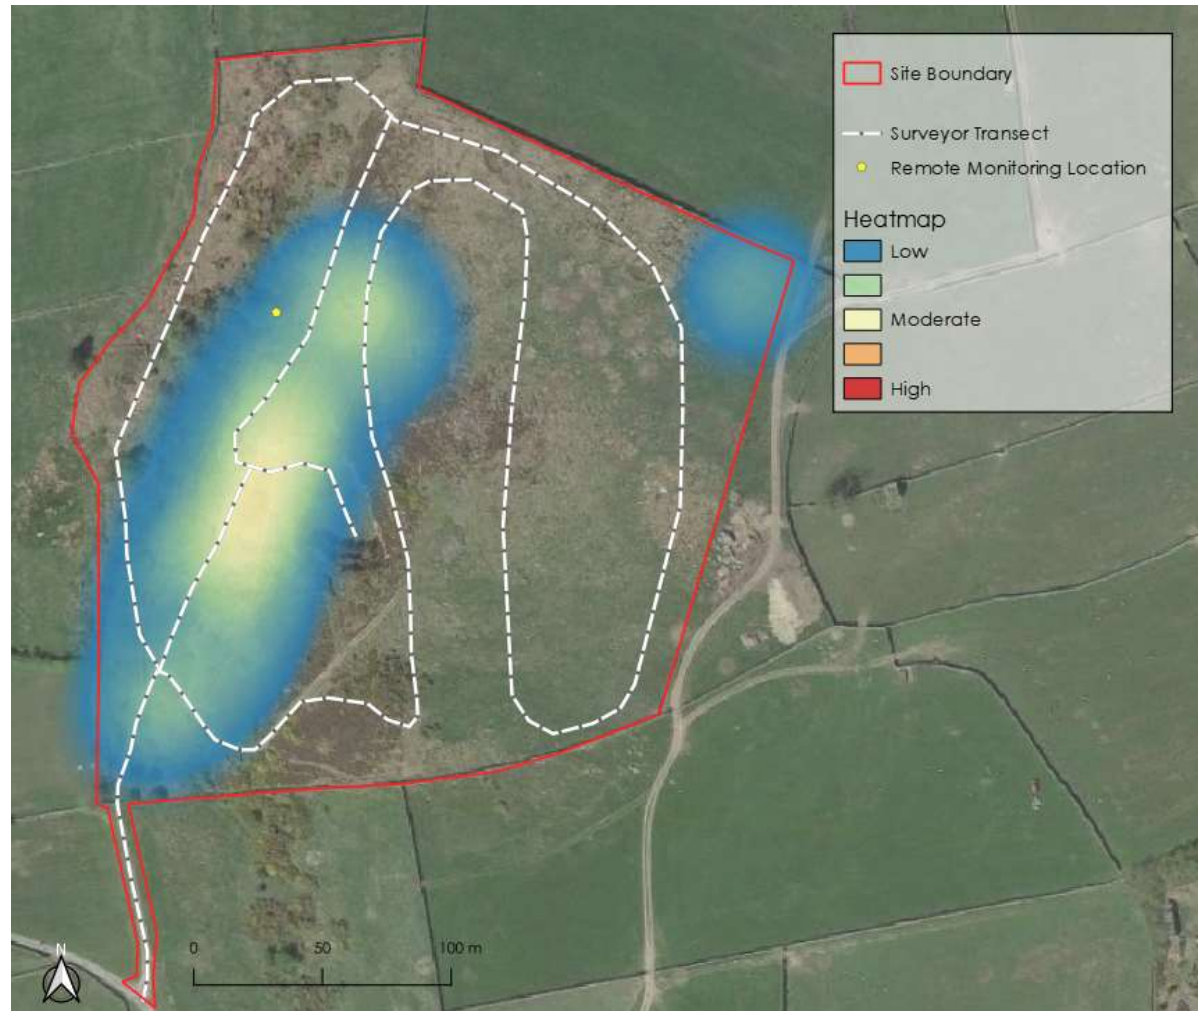 Site Boundary
Surveyor Transect
Remote Monitoring Location
Heatmap
Low
Moderate
High
N
0 50 100 m